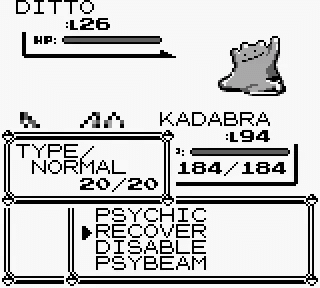 DITTO
:L26
HP:
KADABRA
:L94
184/184
TYPE/
NORMAL
20/20
PSYCHIC
RECOVER
DISABLE
PSYBEAM